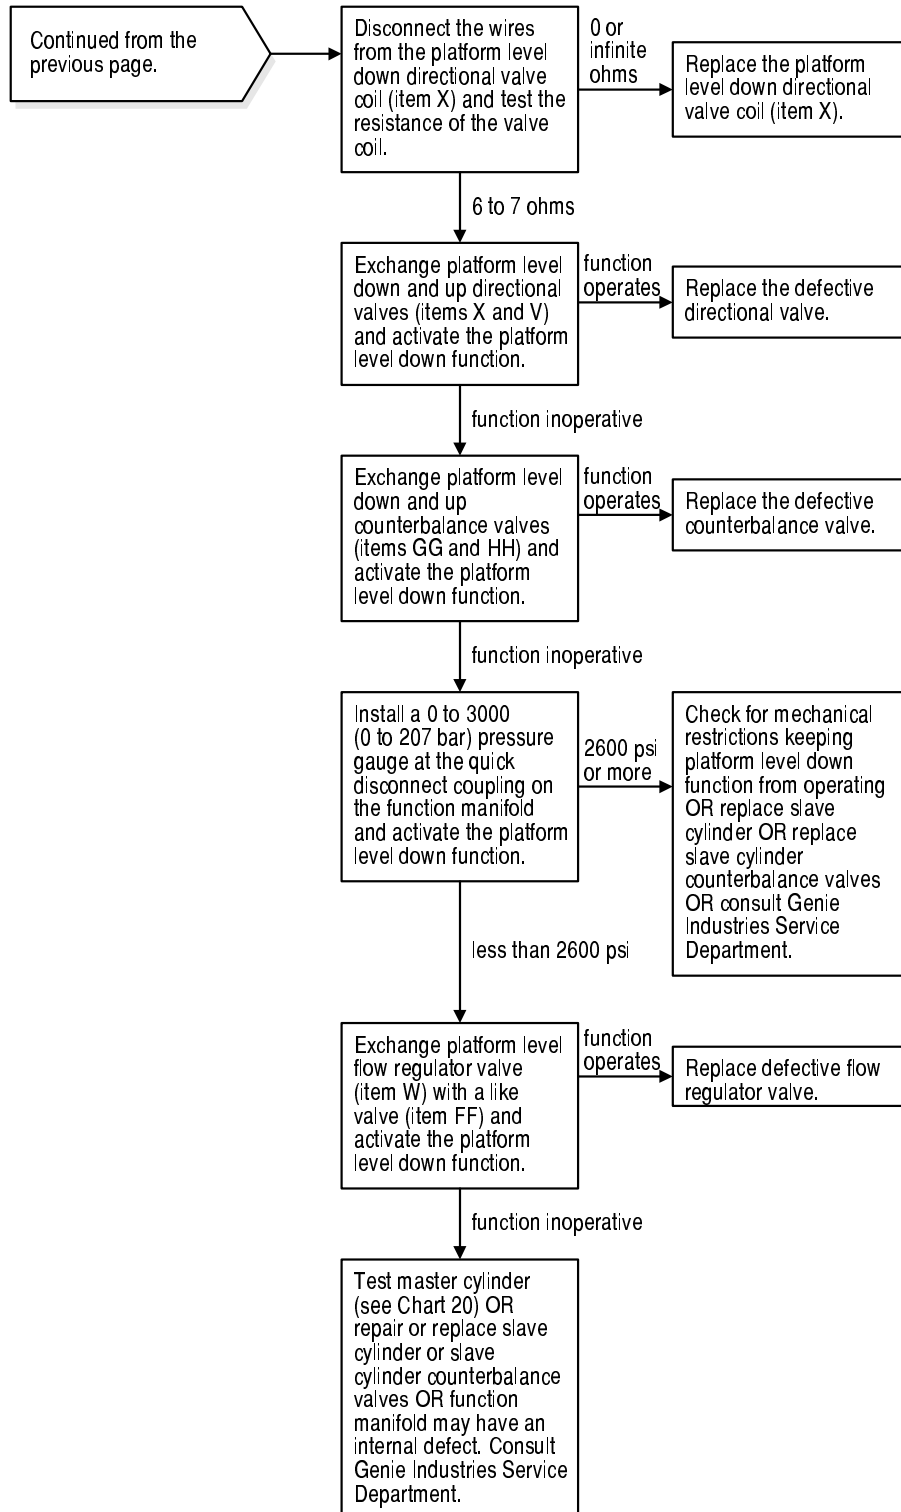 Continued from the
previous page.
Disconnect the wires
from the platform level
down directional valve
coil (item X) and test the
resistance of the valve
coil.
0 or
infinite
ohms
Replace the platform
level down directional
valve coil (item X).
6 to 7 ohms
Exchange platform level
down and up directional
valves (items X and V)
and activate the platform
level down function.
function
operates
Replace the defective
directional valve.
function inoperative
Exchange platform level
down and up
counterbalance valves
(items GG and HH) and
activate the platform
level down function.
function
operates
Replace the defective
counterbalance valve.
function inoperative
Install a 0 to 3000
(0 to 207 bar) pressure
gauge at the quick
disconnect coupling on
the function manifold
and activate the platform
level down function.
2600 psi
or more
Check for mechanical
restrictions keeping
platform level down
function from operating
OR replace slave
cylinder OR replace
slave cylinder
counterbalance valves
OR consult Genie
Industries Service
Department.
less than 2600 psi
Exchange platform level
flow regulator valve
(item W) with a like
valve (item FF) and
activate the platform
level down function.
function
operates
Replace defective flow
regulator valve.
function inoperative
Test master cylinder
(see Chart 20) OR
repair or replace slave
cylinder or slave
cylinder counterbalance
valves OR function
manifold may have an
internal defect. Consult
Genie Industries Service
Department.